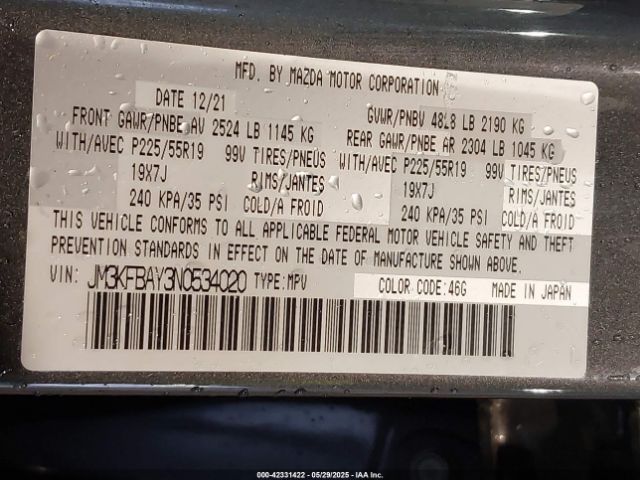 MFD. BY MAZDA MOTOR CORPORATION
DATE 12/21
GVWR/PNBV 4828 LB 2190 KG
FRONT GAWR/PNBE AV 2524 LB 1145 KG
REAR GAWR/PNBE AR 2304 LB 1045 KG
WITH/AVEC P225/55R19 99V TIRES/PNEUS
WITH/AVEC P225/55R19 99V TIRES/PNEUS
19X7J RIMS/JANTES
19X7J RIMS/JANTES
240 KPA/35 PSI COLD/A FROID
240 KPA/35 PSI COLD/A FROID
THIS VEHICLE CONFORMS TO ALL APPLICABLE FEDERAL MOTOR VEHICLE SAFETY AND THEFT
PREVENTION STANDARDS IN EFFECT ON THE DATE OF MANUFACTURE SHOWN ABOVE.
VIN: JM3KFBAY3N0534020 TYPE: MPV
COLOR CODE:46G MADE IN JAPAN
000-42331422 - 05/29/2025 - IAA Inc.